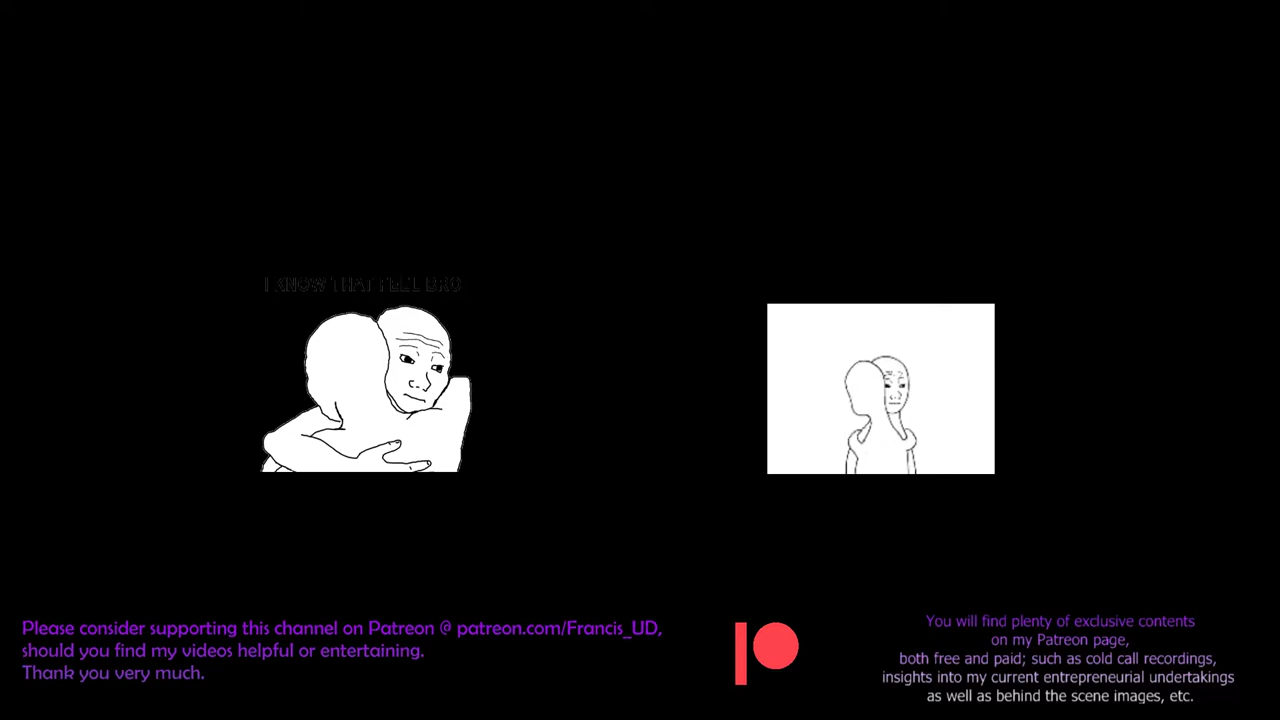 I KNOW THAT FEEL BRO
Please consider supporting this channel on Patreon @ patreon.com/Francis_UD,
should you find my videos helpful or entertaining.
Thank you very much.
You will find plenty of exclusive contents
on my Patreon page,
both free and paid; such as cold call recordings,
insights into my current entrepreneurial undertakings
as well as behind the scene images, etc.